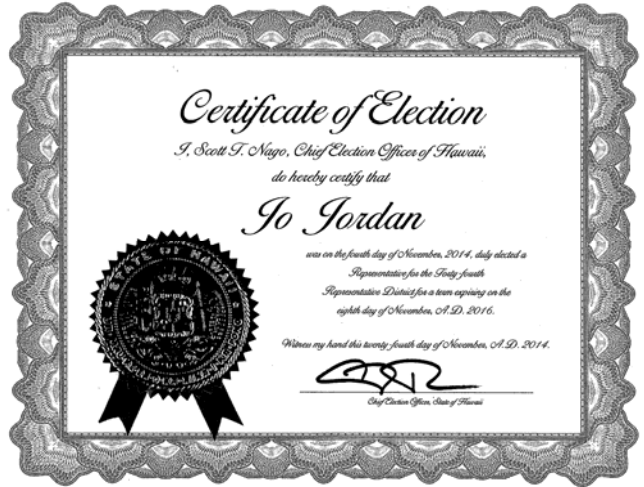 Certificate of Election
I, Scott T. Nago, Chief Election Officer of Hawaii,
do hereby certify that
Jo Jordan
was on the fourth day of November, 2014, duly elected a
Representative for the Forty-fourth
Representative District for a term expiring on the
eighth day of November, A.D. 2016.
Witness my hand this twenty-fourth day of November, A.D. 2014.
Chief Election Officer, State of Hawaii
STATE OF HAWAII